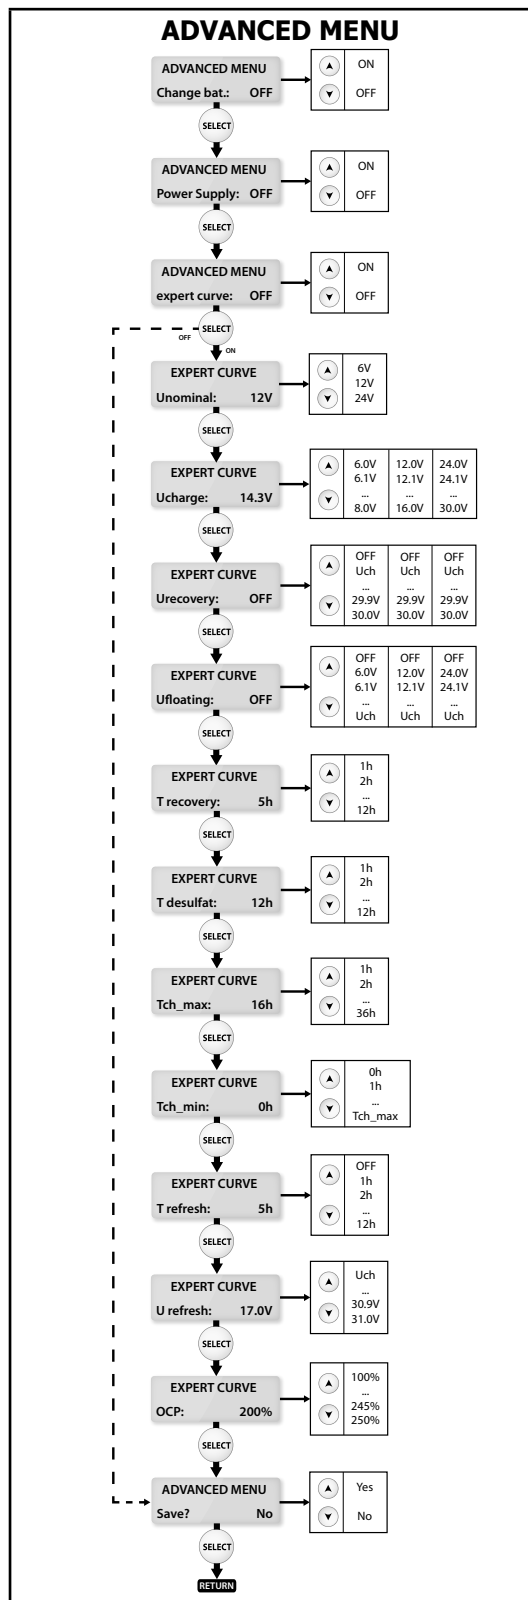 ADVANCED MENU
ADVANCED MENU
Change bat.: OFF
ON
OFF
SELECT
ADVANCED MENU
Power Supply: OFF
ON
OFF
SELECT
ADVANCED MENU
expert curve: OFF
ON
OFF
SELECT
OFF
ON
EXPERT CURVE
Unominal: 12V
6V
12V
24V
SELECT
EXPERT CURVE
Ucharge: 14.3V
6.0V 12.0V 24.0V
6.1V 12.1V 24.1V
... ... ...
8.0V 16.0V 30.0V
SELECT
EXPERT CURVE
Urecovery: OFF
OFF OFF OFF
Uch Uch Uch
... ... ...
29.9V 29.9V 29.9V
30.0V 30.0V 30.0V
SELECT
EXPERT CURVE
Ufloating: OFF
OFF OFF OFF
6.0V 12.0V 24.0V
6.1V 12.1V 24.1V
... ... ...
Uch Uch Uch
SELECT
EXPERT CURVE
T recovery: 5h
1h
2h
...
12h
SELECT
EXPERT CURVE
T desulfat: 12h
1h
2h
...
12h
SELECT
EXPERT CURVE
Tch_max: 16h
1h
2h
...
36h
SELECT
EXPERT CURVE
Tch_min: 0h
0h
1h
...
Tch_max
SELECT
EXPERT CURVE
T refresh: 5h
OFF
1h
2h
...
12h
SELECT
EXPERT CURVE
U refresh: 17.0V
Uch
...
30.9V
31.0V
SELECT
EXPERT CURVE
OCP: 200%
100%
...
245%
250%
SELECT
ADVANCED MENU
Save? No
Yes
No
SELECT
RETURN